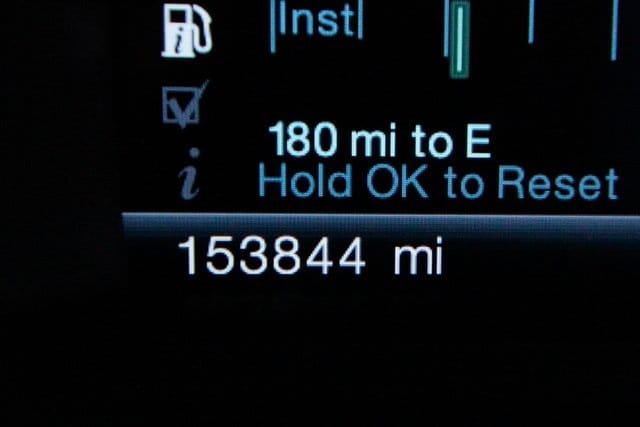 Inst
180 mi to E
i
Hold OK to Reset
153844 mi